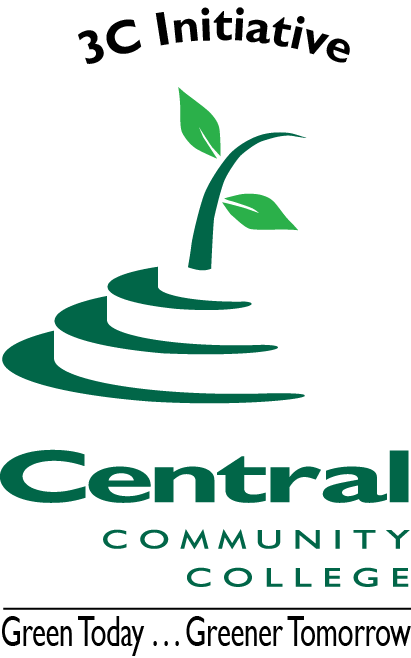 3C Initiative
Central
COMMUNITY
COLLEGE
Green Today ... Greener Tomorrow